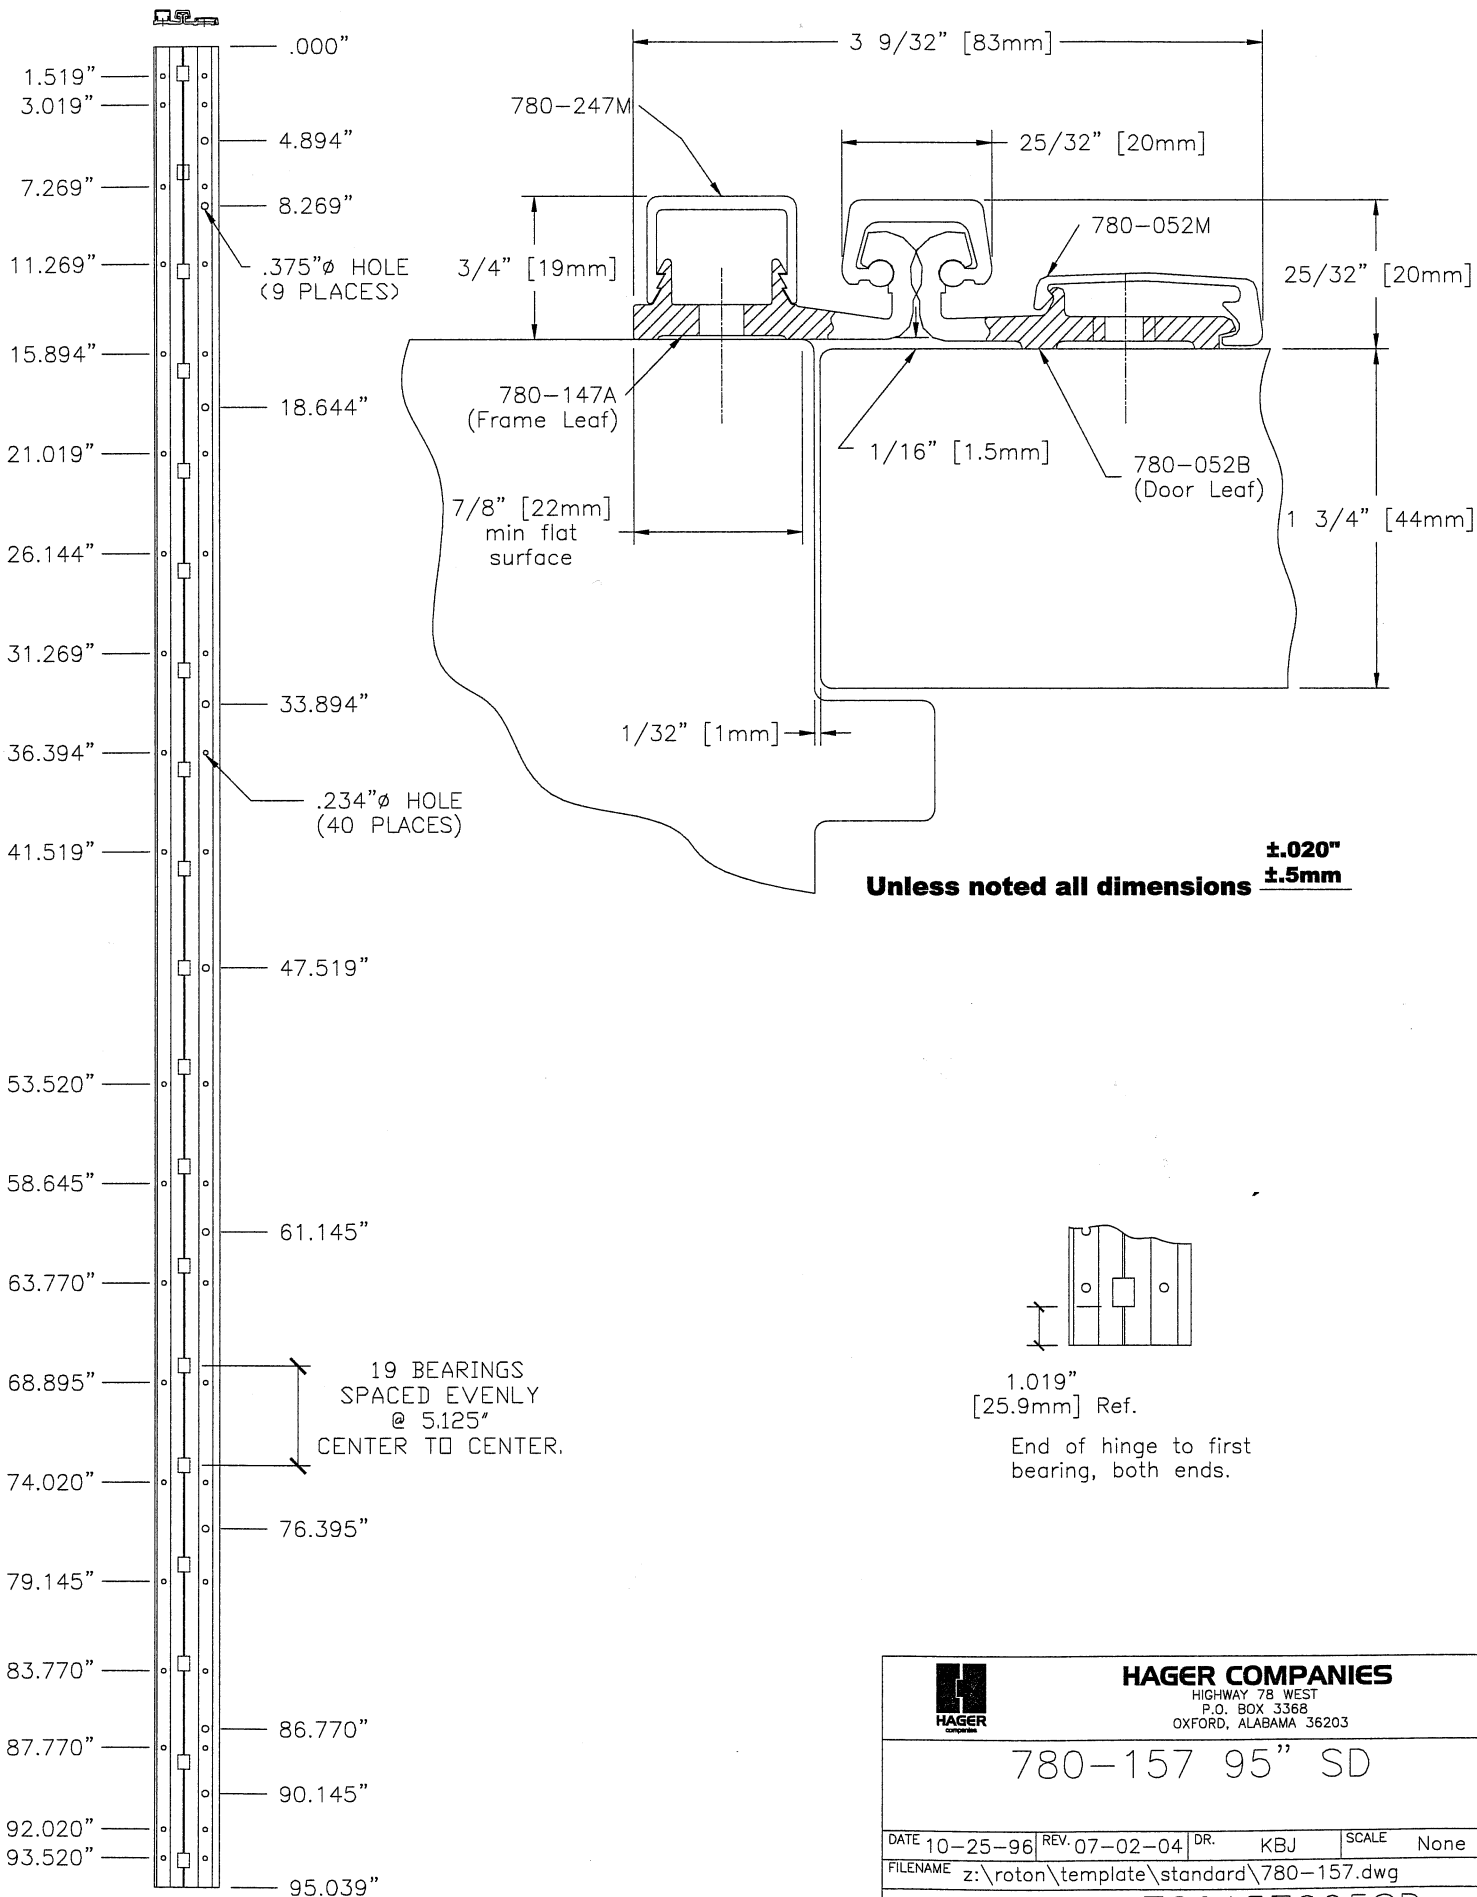 .000"
1.519"
3.019"
4.894"
7.269"
8.269"
11.269"
.375"ø HOLE
(9 PLACES)
15.894"
18.644"
21.019"
26.144"
31.269"
33.894"
36.394"
.234"ø HOLE
(40 PLACES)
41.519"
47.519"
53.520"
58.645"
61.145"
63.770"
68.895"
19 BEARINGS
SPACED EVENLY
@ 5.125"
CENTER TO CENTER.
74.020"
76.395"
79.145"
83.770"
86.770"
87.770"
90.145"
92.020"
93.520"
95.039"
3 9/32" [83mm]
780-247M
25/32" [20mm]
780-052M
3/4" [19mm]
25/32" [20mm]
780-147A
(Frame Leaf)
1/16" [1.5mm]
780-052B
(Door Leaf)
7/8" [22mm]
min flat
surface
1 3/4" [44mm]
1/32" [1mm]
±.020"
Unless noted all dimensions ±.5mm
1.019"
[25.9mm] Ref.
End of hinge to first
bearing, both ends.
HAGER
companies
HAGER COMPANIES
HIGHWAY 78 WEST
P.O. BOX 3368
OXFORD, ALABAMA 36203
780-157 95" SD
DATE 10-25-96 REV. 07-02-04 DR. KBJ SCALE None
FILENAME z:\roton\template\standard\780-157.dwg